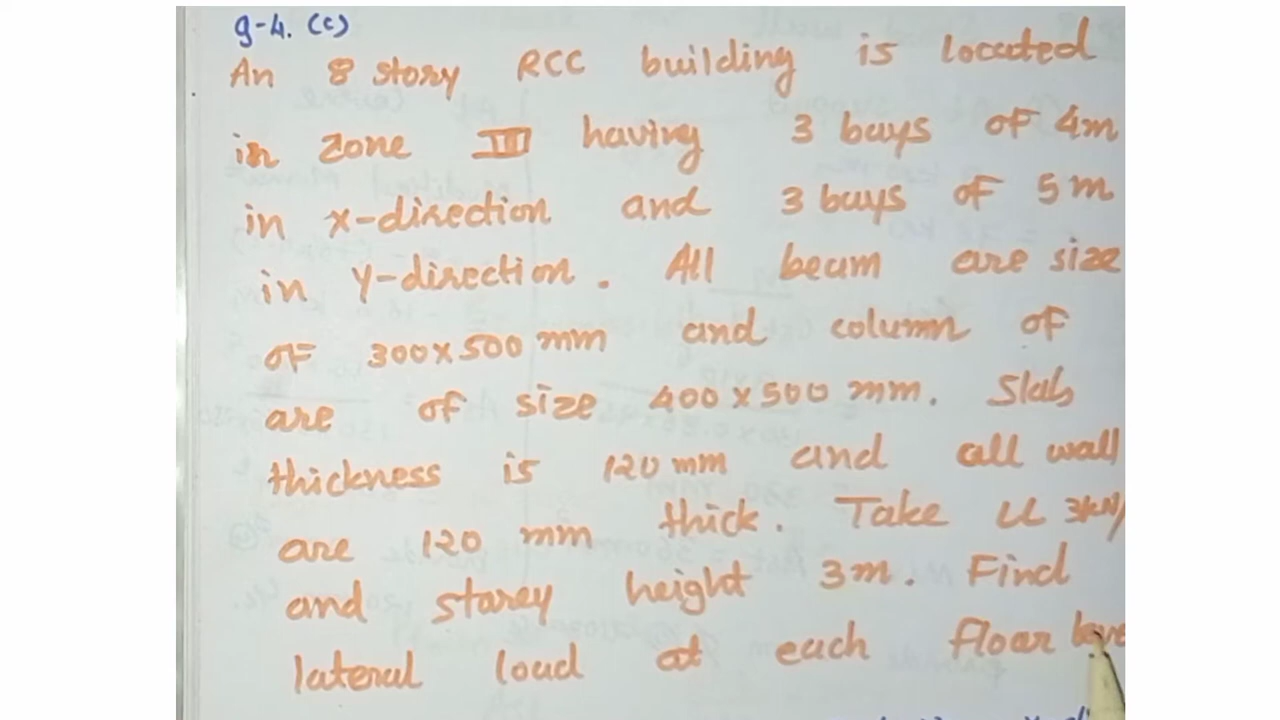 g-4. (c)
An 8 story RCC building is located
in zone III having 3 bays of 4m
in x-direction and 3 bays of 5m
in Y-direction. All beam are size
of 300x500 mm and column of
are of size 400x500 mm. Slab
thickness is 120 mm and all wall
are 120 mm thick. Take LL 3kN/
and storey height 3m. Find
lateral load at each floar